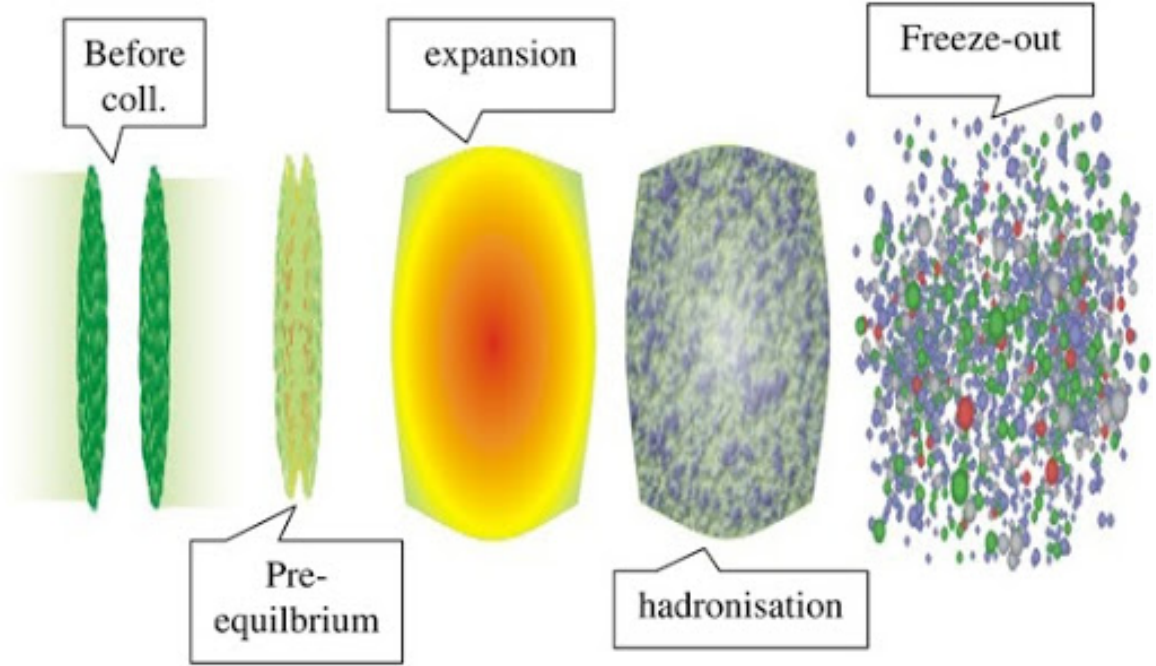 Before
coll.
Pre-
equilbrium
expansion
hadronisation
Freeze-out